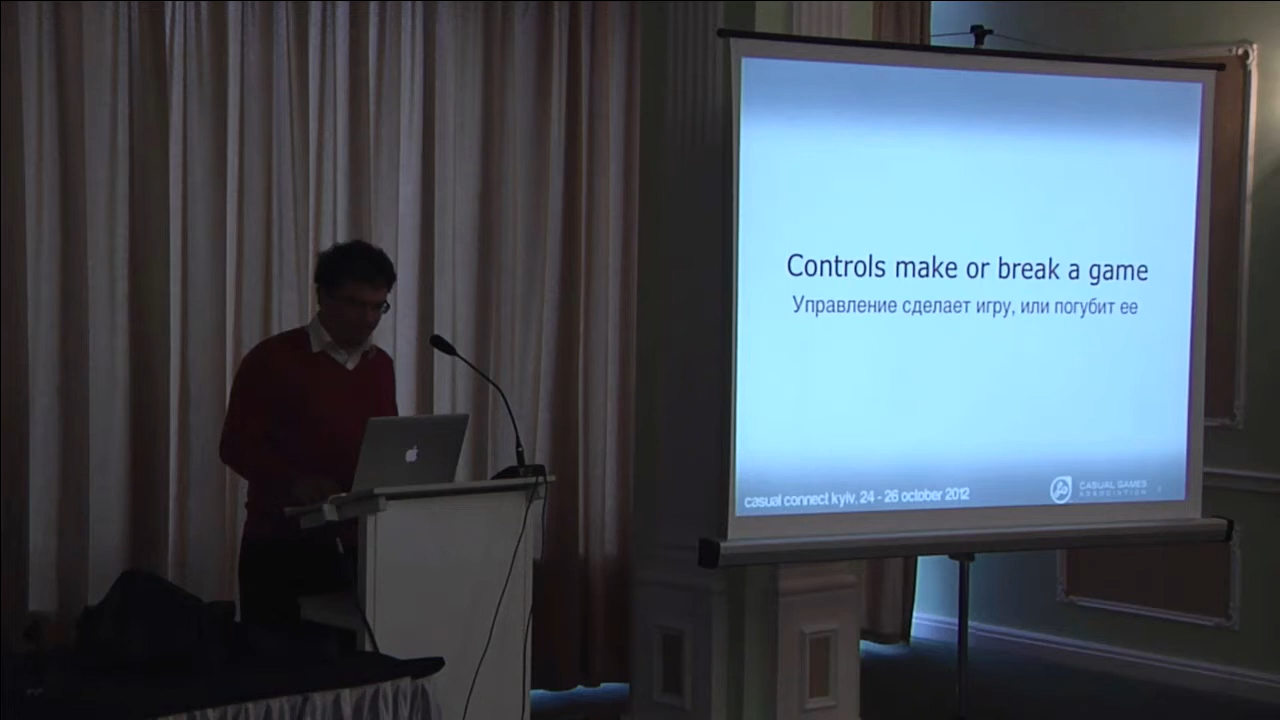 Controls make or break a game
Управление сделает игру, или погубит ее
casual connect kyiv, 24 - 26 october 2012
CASUAL GAMES
ASSOCIATION